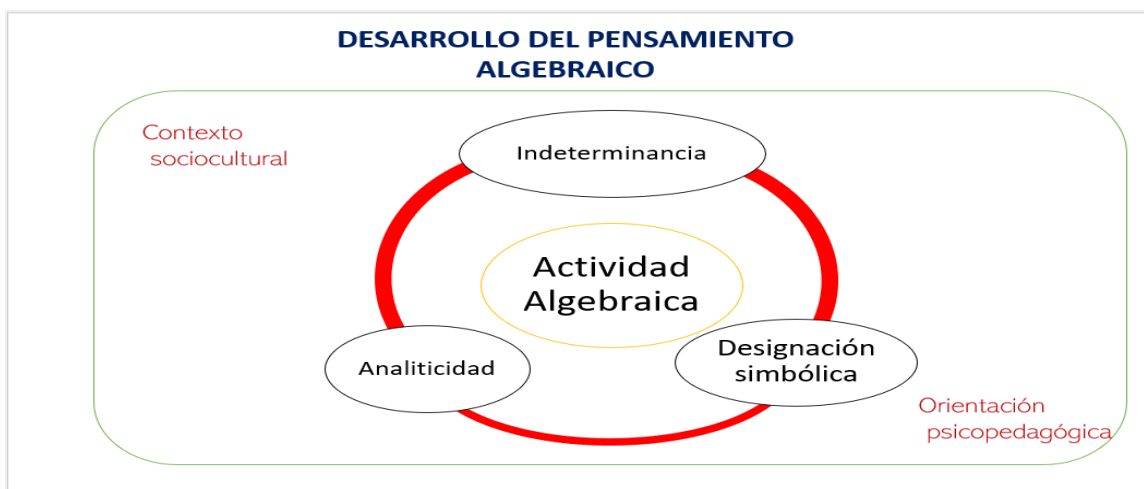 DESARROLLO DEL PENSAMIENTO
ALGEBRAICO
Contexto
sociocultural
Indeterminancia
Actividad
Algebraica
Analiticidad
Designación
simbólica
Orientación
psicopedagógica